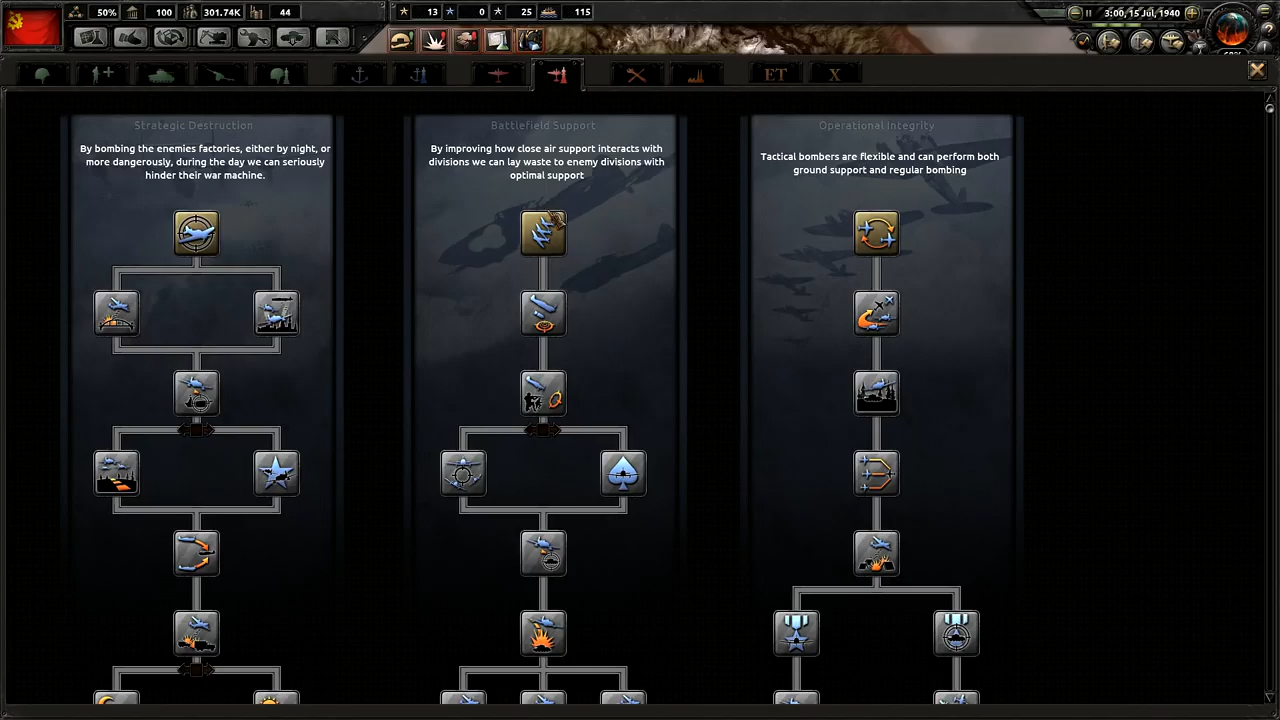 50% 100 301.74K 44 13 0 25 115 3:00, 15 Jul, 1940
ET X
Strategic Destruction
By bombing the enemies factories, either by night, or
more dangerously, during the day we can seriously
hinder their war machine.
Battlefield Support
By improving how close air support interacts with
divisions we can lay waste to enemy divisions with
optimal support
Operational Integrity
Tactical bombers are flexible and can perform both
ground support and regular bombing